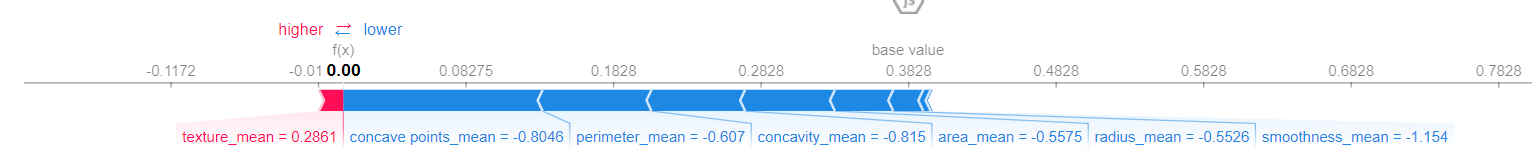 JS
higher ⇄ lower
f(x) base value
-0.1172 -0.01 0.00 0.08275 0.1828 0.2828 0.3828 0.4828 0.5828 0.6828 0.7828
texture_mean = 0.2861 concave points_mean = -0.8046 perimeter_mean = -0.607 concavity_mean = -0.815 area_mean = -0.5575 radius_mean = -0.5526 smoothness_mean = -1.154